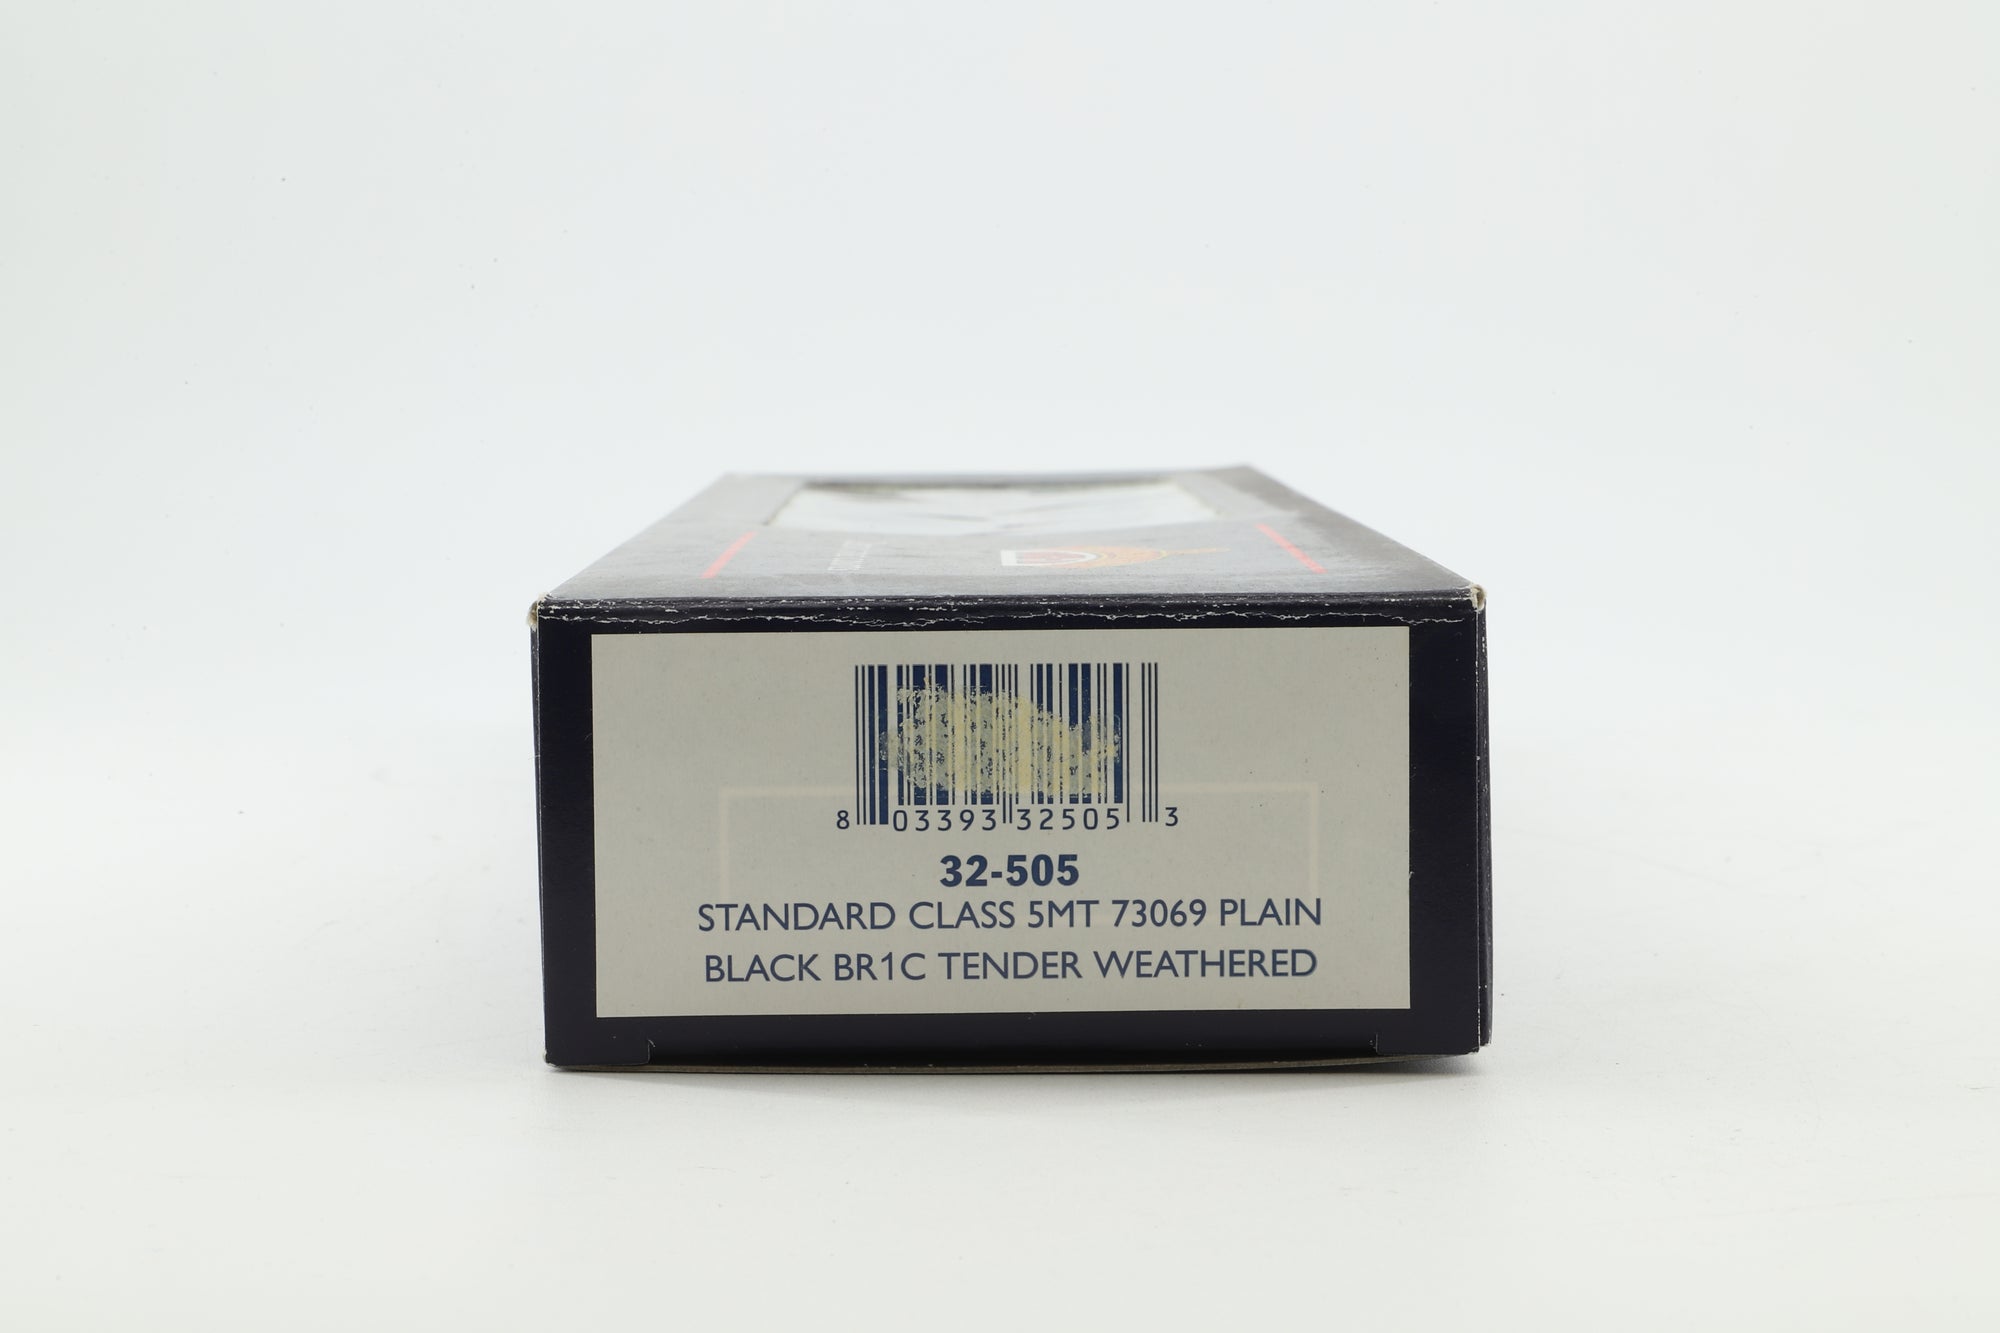 8 03393 32505 3
32-505
STANDARD CLASS 5MT 73069 PLAIN
BLACK BR1C TENDER WEATHERED